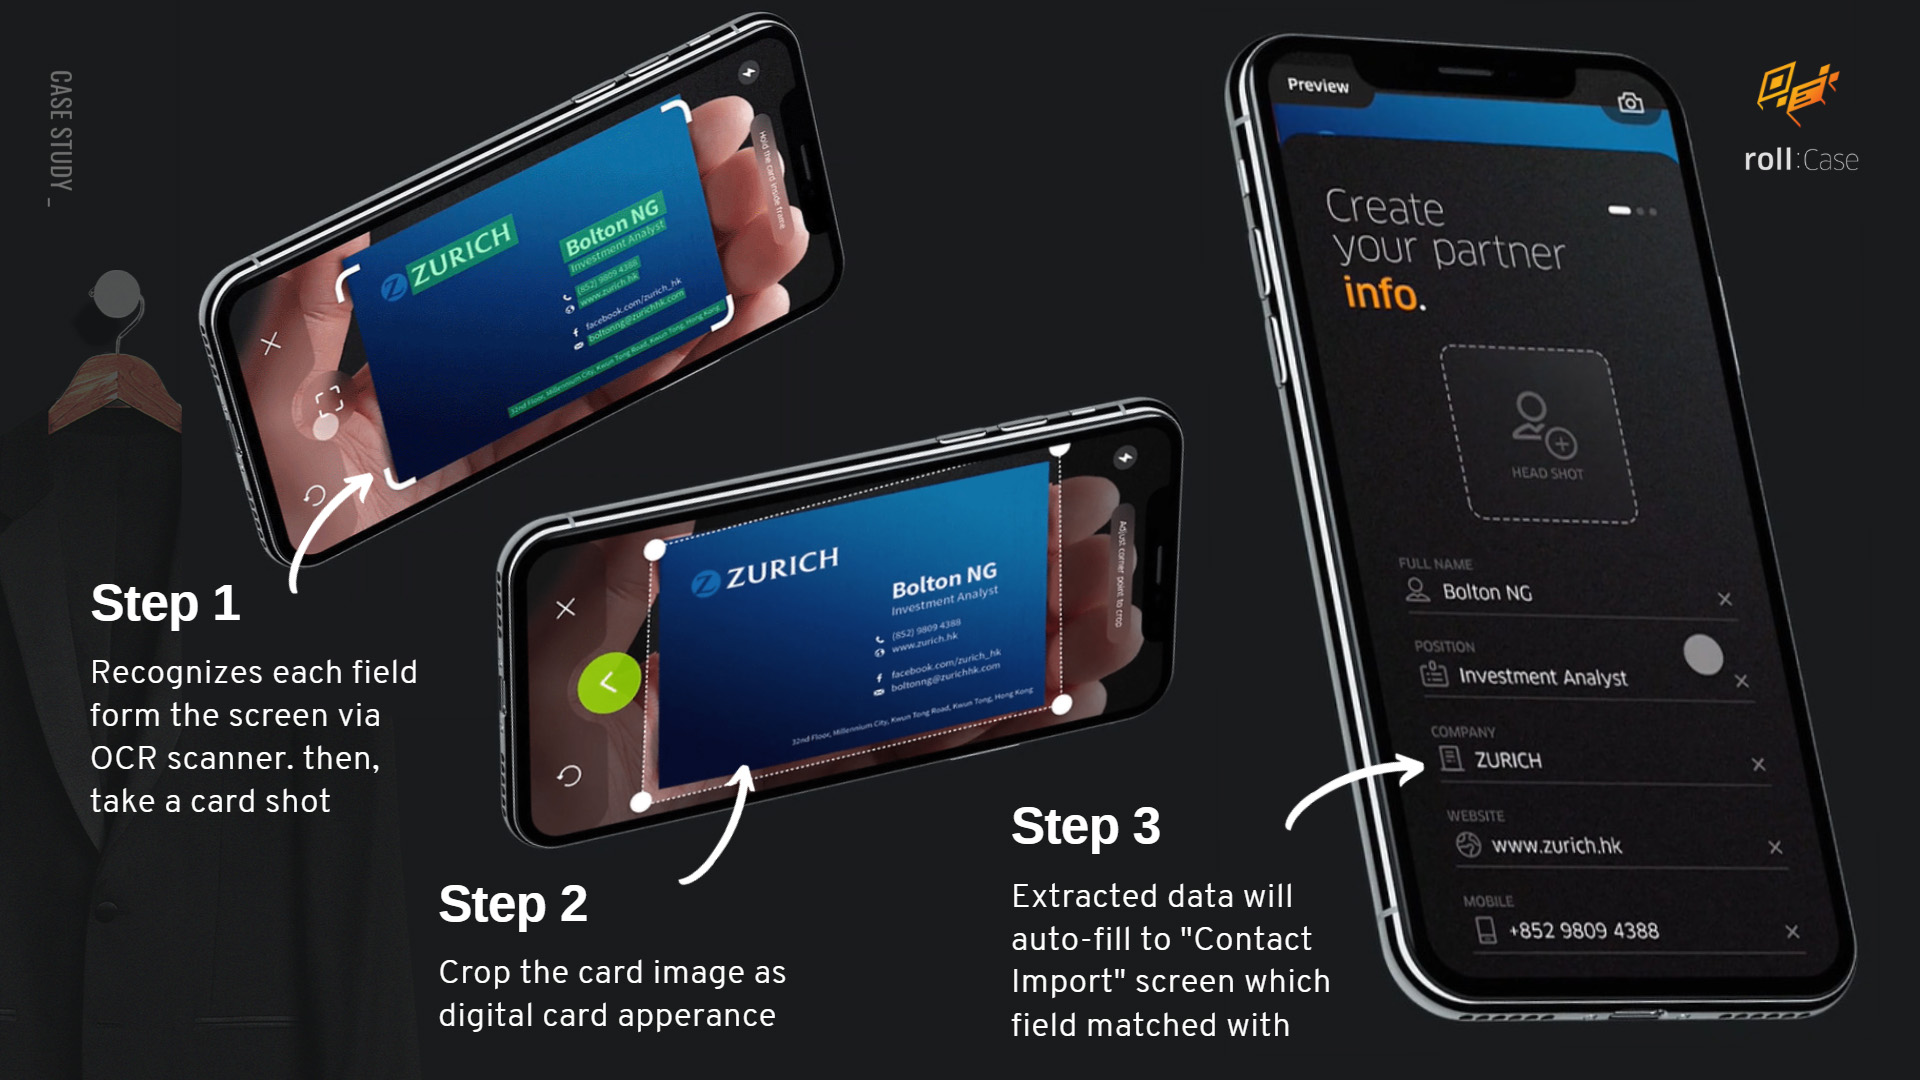 CASE STUDY _
Hold the card inside frame
ZURICH
Bolton NG
Investment Analyst
(852) 9809 4388
www.zurich.hk
facebook.com/zurich_hk
boltonng@zurichhk.com
32nd Floor, Millennium City, Kwun Tong Road, Kwun Tong, Hong Kong
Step 1
Recognizes each field
form the screen via
OCR scanner. then,
take a card shot
Adjust corner point to crop
Z ZURICH
Bolton NG
Investment Analyst
(852) 9809 4388
www.zurich.hk
facebook.com/zurich_hk
boltonng@zurichhk.com
32nd Floor, Millennium City, Kwun Tong Road, Kwun Tong, Hong Kong
Step 2
Crop the card image as
digital card apperance
Step 3
Extracted data will
auto-fill to "Contact
Import" screen which
field matched with
Preview
Create
your partner
info.
HEAD SHOT
FULL NAME
Bolton NG
POSITION
Investment Analyst
COMPANY
ZURICH
WEBSITE
www.zurich.hk
MOBILE
+852 9809 4388
roll:Case